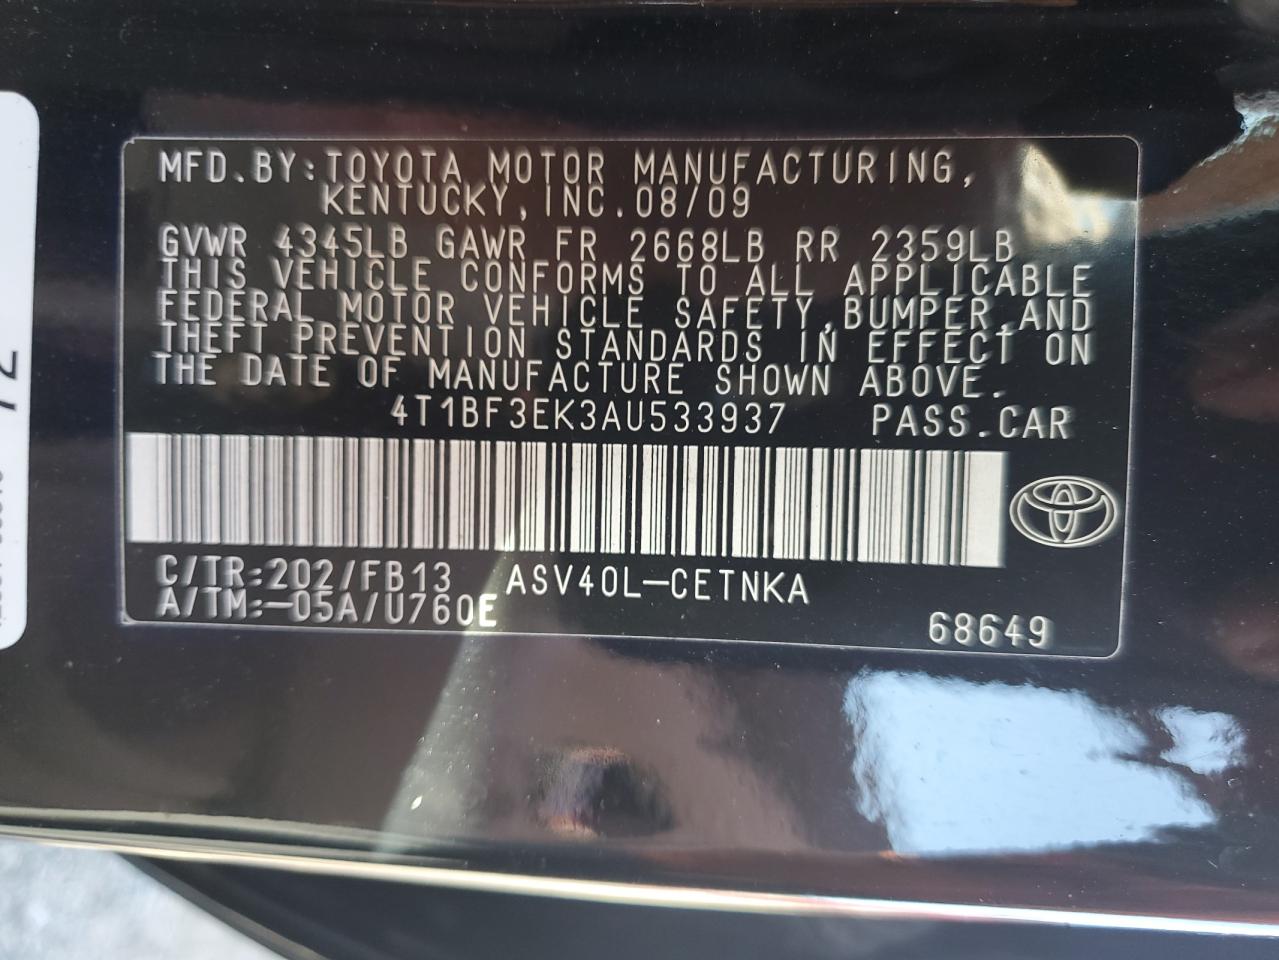 MFD.BY:TOYOTA MOTOR MANUFACTURING,
KENTUCKY,INC.08/09
GVWR 4345LB GAWR FR 2668LB RR 2359LB
THIS VEHICLE CONFORMS TO ALL APPLICABLE
FEDERAL MOTOR VEHICLE SAFETY,BUMPER,AND
THEFT PREVENTION STANDARDS IN EFFECT ON
THE DATE OF MANUFACTURE SHOWN ABOVE.
4T1BF3EK3AU533937 PASS.CAR
C/TR:202/FB13 ASV40L-CETNKA
A/TM:-05A/U760E
68649